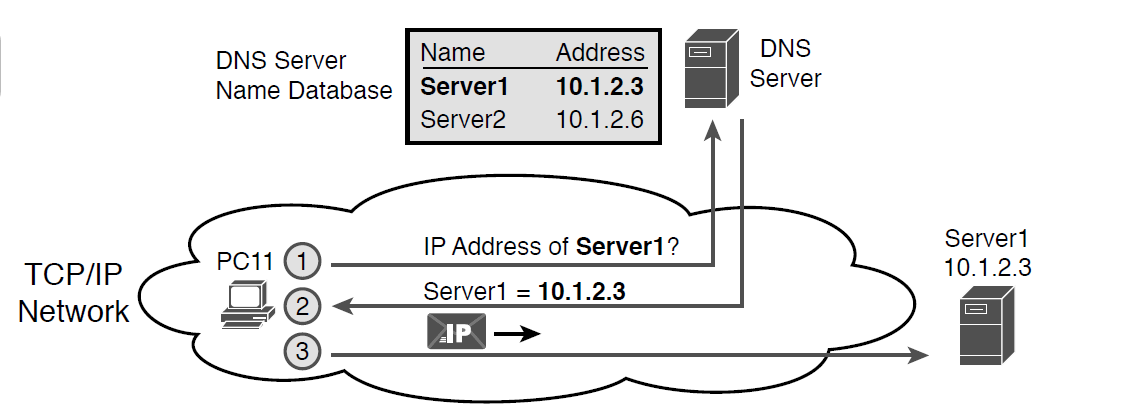 DNS Server
Name Database
Name Address
Server1 10.1.2.3
Server2 10.1.2.6
DNS
Server
TCP/IP
Network
PC11
1
IP Address of Server1?
2
Server1 = 10.1.2.3
IP
3
Server1
10.1.2.3